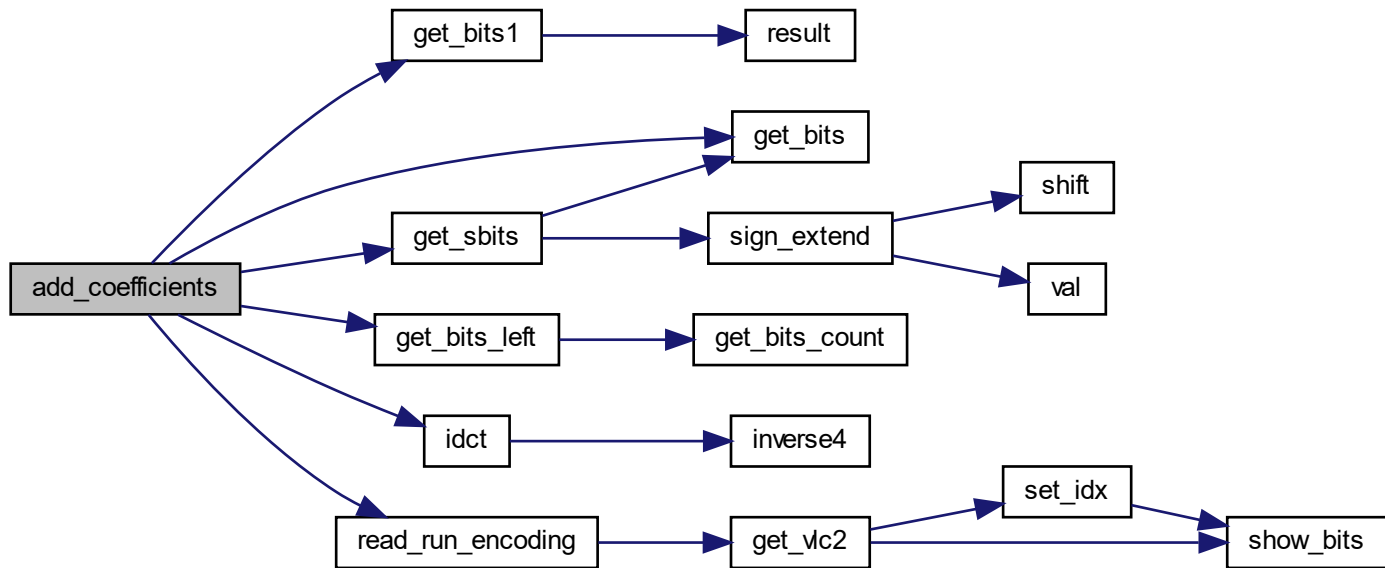 get_bits1
result
get_bits
shift
get_sbits
sign_extend
add_coefficients
val
get_bits_left
get_bits_count
idct
inverse4
set_idx
read_run_encoding
get_vlc2
show_bits